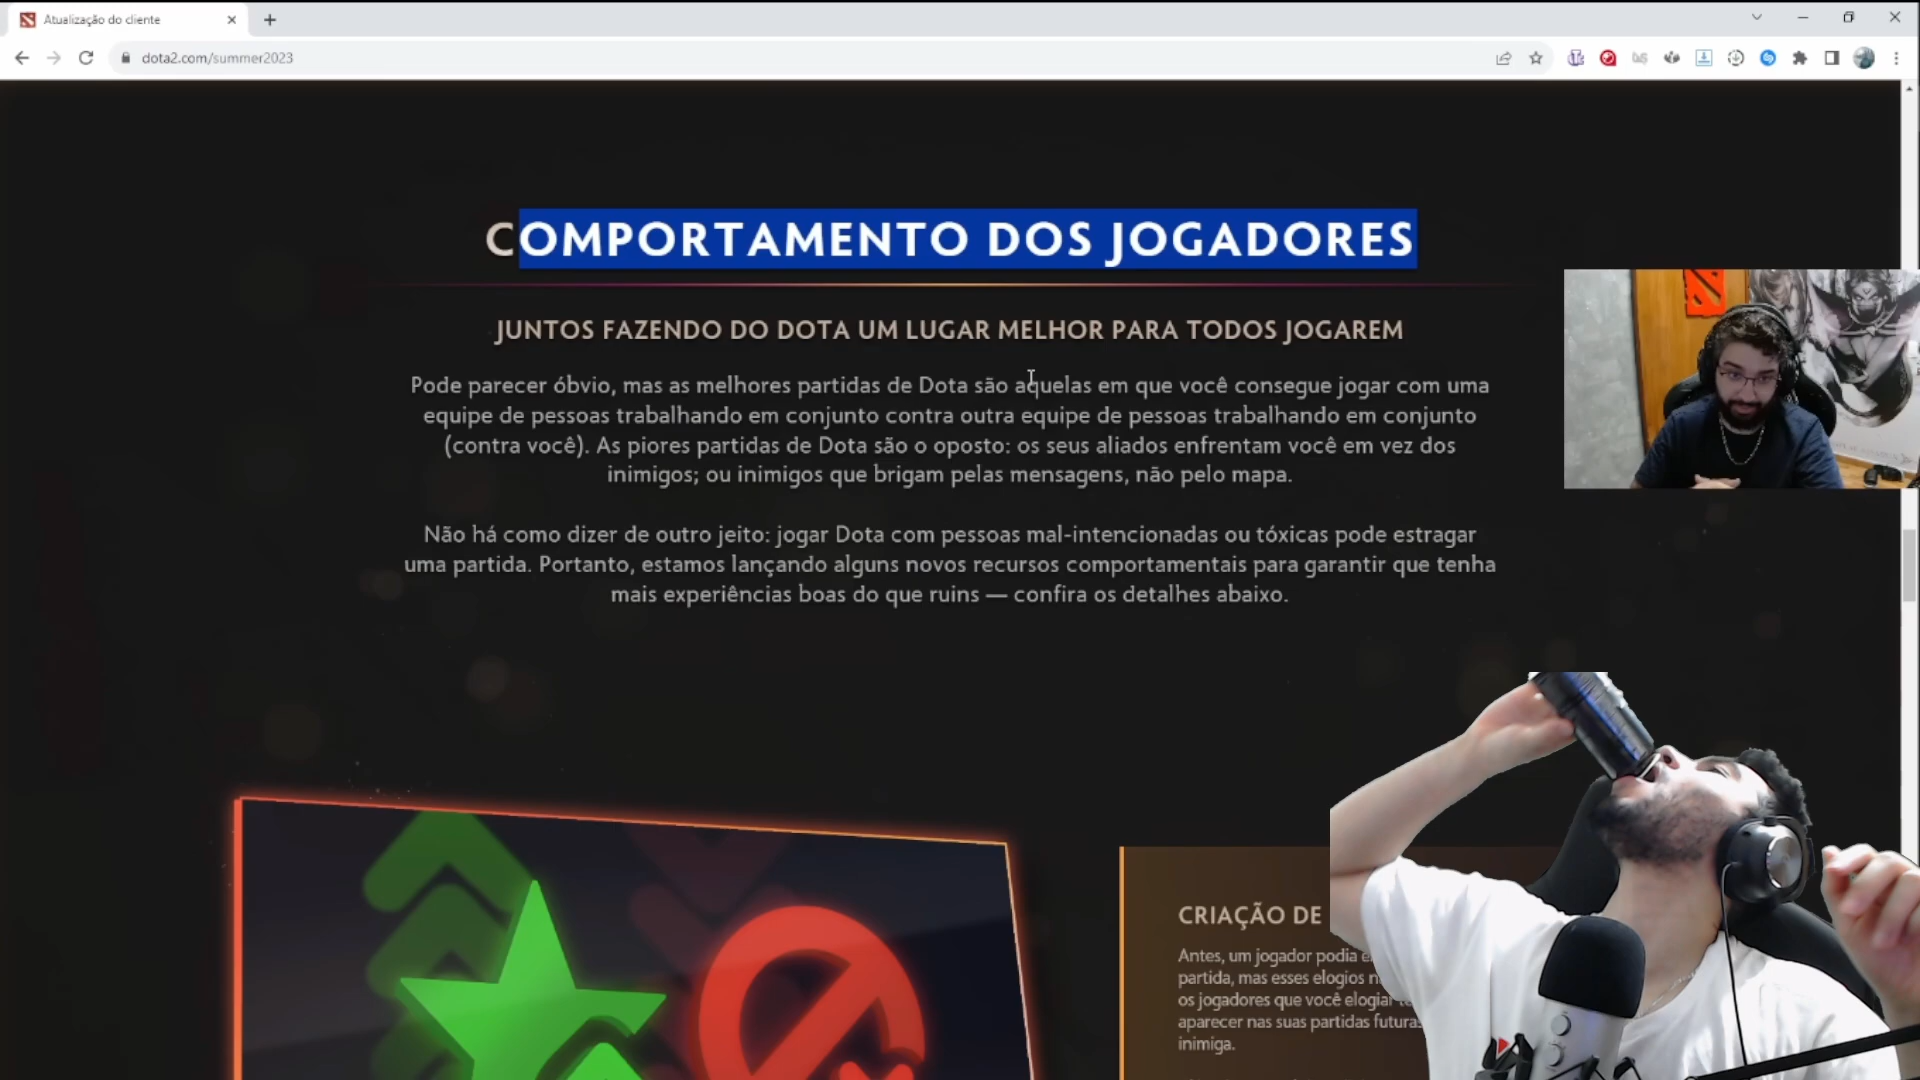 Atualização do cliente
dota2.com/summer2023
COMPORTAMENTO DOS JOGADORES
JUNTOS FAZENDO DO DOTA UM LUGAR MELHOR PARA TODOS JOGAREM
Pode parecer óbvio, mas as melhores partidas de Dota são aquelas em que você consegue jogar com uma
equipe de pessoas trabalhando em conjunto contra outra equipe de pessoas trabalhando em conjunto
(contra você). As piores partidas de Dota são o oposto: os seus aliados enfrentam você em vez dos
inimigos; ou inimigos que brigam pelas mensagens, não pelo mapa.
Não há como dizer de outro jeito: jogar Dota com pessoas mal-intencionadas ou tóxicas pode estragar
uma partida. Portanto, estamos lançando alguns novos recursos comportamentais para garantir que tenha
mais experiências boas do que ruins — confira os detalhes abaixo.
CRIAÇÃO DE
Antes, um jogador podia
partida, mas esses elogios
os jogadores que você elogiar
aparecer nas suas partidas futuras
inimiga.